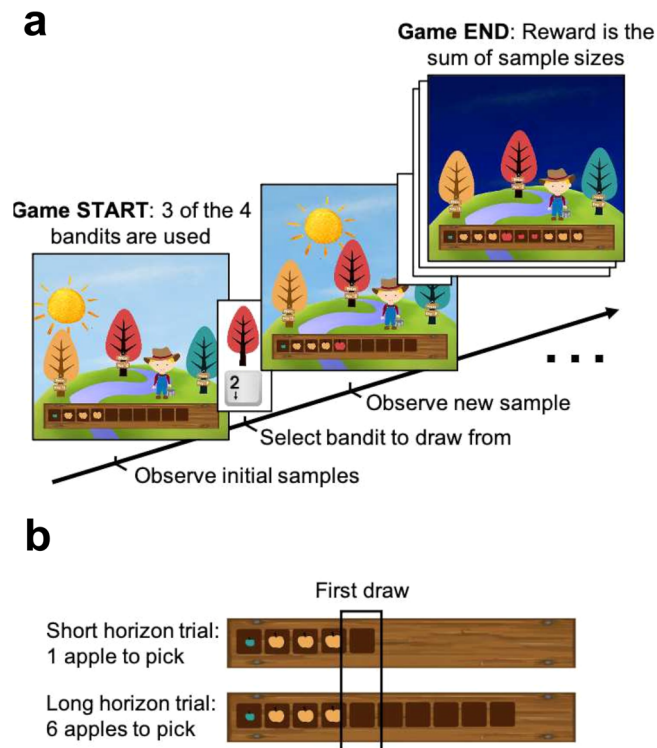 a
Game END: Reward is the
sum of sample sizes
Game START: 3 of the 4
bandits are used
2
Observe new sample
Select bandit to draw from
Observe initial samples
b
First draw
Short horizon trial:
1 apple to pick
Long horizon trial:
6 apples to pick